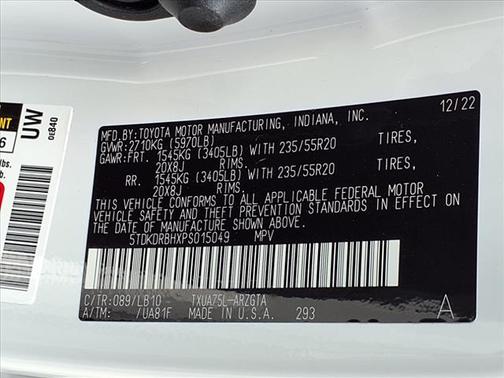 12/22
MFD.BY:TOYOTA MOTOR MANUFACTURING, INDIANA, INC.
GVWR:2710KG (5970LB)
GAWR:FRT. 1545KG (3405LB) WITH 235/55R20 TIRES,
20X8J RIMS,
RR. 1545KG (3405LB) WITH 235/55R20 TIRES,
20X8J RIMS.
THIS VEHICLE CONFORMS TO ALL APPLICABLE FEDERAL MOTOR
VEHICLE SAFETY AND THEFT PREVENTION STANDARDS IN EFFECT ON
THE DATE OF MANUFACTURE SHOWN ABOVE.
5TDKDRBHXPS015049 MPV
C/TR:089/LB10 TXUA75L-ARZGTA
A/TM: /UA81F MADE IN U.S.A. 293 A
UW
0E840
6
lbs.